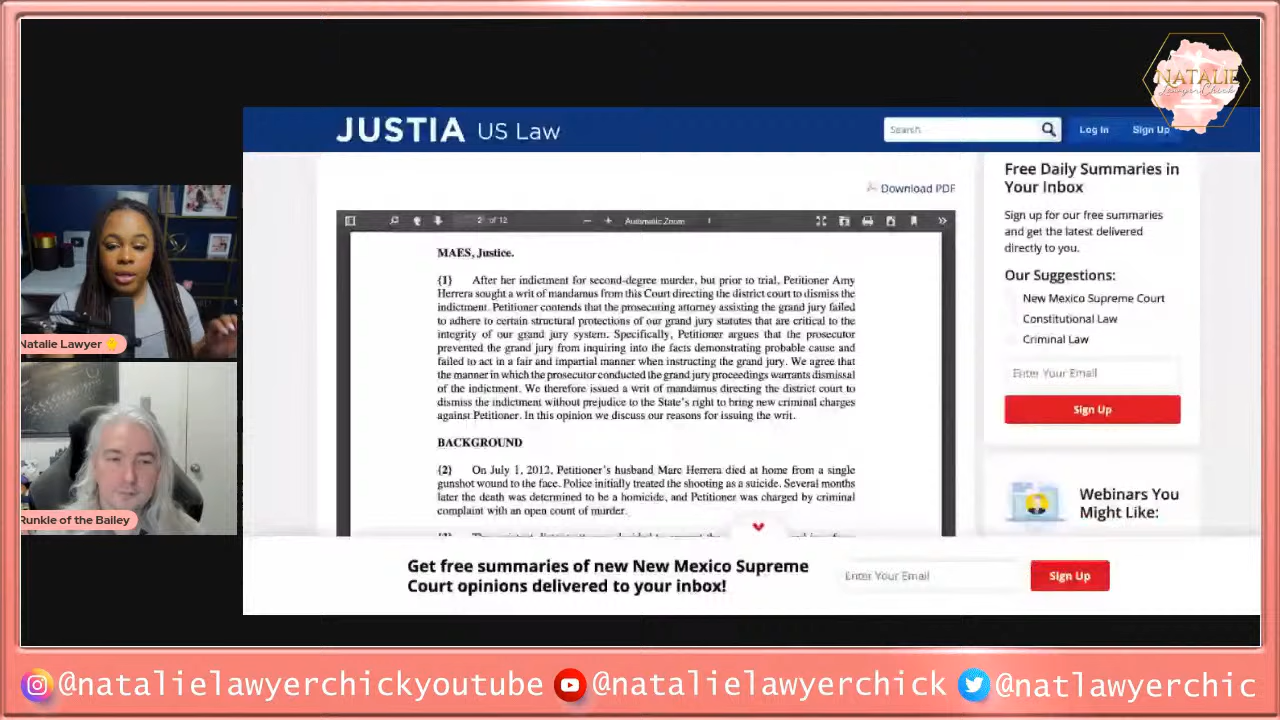 NATALIE
LawyerChick
JUSTIA US Law
Search
Log In
Sign Up
Download PDF
2 of 12
Automatic Zoom
MAES, Justice.
{1} After her indictment for second-degree murder, but prior to trial, Petitioner Amy
Herrera sought a writ of mandamus from this Court directing the district court to dismiss the
indictment. Petitioner contends that the prosecuting attorney assisting the grand jury failed
to adhere to certain structural protections of our grand jury statutes that are critical to the
integrity of our grand jury system. Specifically, Petitioner argues that the prosecutor
prevented the grand jury from inquiring into the facts demonstrating probable cause and
failed to act in a fair and impartial manner when instructing the grand jury. We agree that
the manner in which the prosecutor conducted the grand jury proceedings warrants dismissal
of the indictment. We therefore issued a writ of mandamus directing the district court to
dismiss the indictment without prejudice to the State's right to bring new criminal charges
against Petitioner. In this opinion we discuss our reasons for issuing the writ.
BACKGROUND
{2} On July 1, 2012, Petitioner's husband Marc Herrera died at home from a single
gunshot wound to the face. Police initially treated the shooting as a suicide. Several months
later the death was determined to be a homicide, and Petitioner was charged by criminal
complaint with an open count of murder.
Free Daily Summaries in
Your Inbox
Sign up for our free summaries
and get the latest delivered
directly to you.
Our Suggestions:
New Mexico Supreme Court
Constitutional Law
Criminal Law
Enter Your Email
Sign Up
Webinars You
Might Like:
Get free summaries of new New Mexico Supreme
Court opinions delivered to your inbox!
Enter Your Email
Sign Up
Natalie Lawyer
Runkle of the Bailey
@natalielawyerchickyoutube
@natalielawyerchick
@natlawyerchic